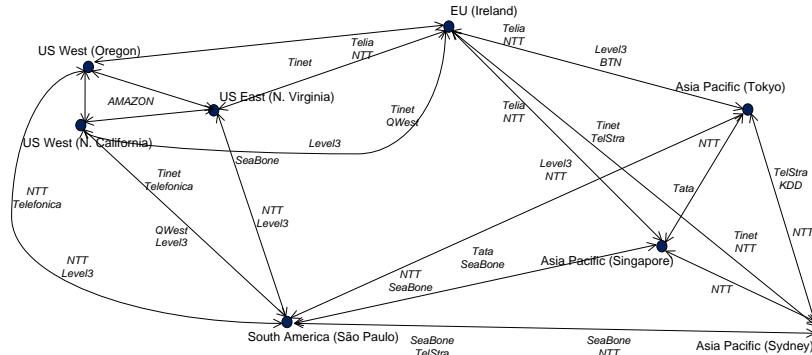 EU (Ireland)
US West (Oregon)
Telia
NTT
Tinet
Telia
NTT
Level3
BTN
Asia Pacific (Tokyo)
AMAZON
US East (N. Virginia)
Tinet
QWest
Telia
NTT
Tinet
TelStra
US West (N. California)
Level3
SeaBone
NTT
Level3
NTT
Tinet
Telefonica
TelStra
KDD
NTT
Telefonica
Tata
QWest
Level3
NTT
Level3
Tinet
NTT
NTT
Tata
SeaBone
Asia Pacific (Singapore)
NTT
Level3
NTT
SeaBone
NTT
South America (São Paulo)
SeaBone
TelStra
SeaBone
NTT
Asia Pacific (Sydney)